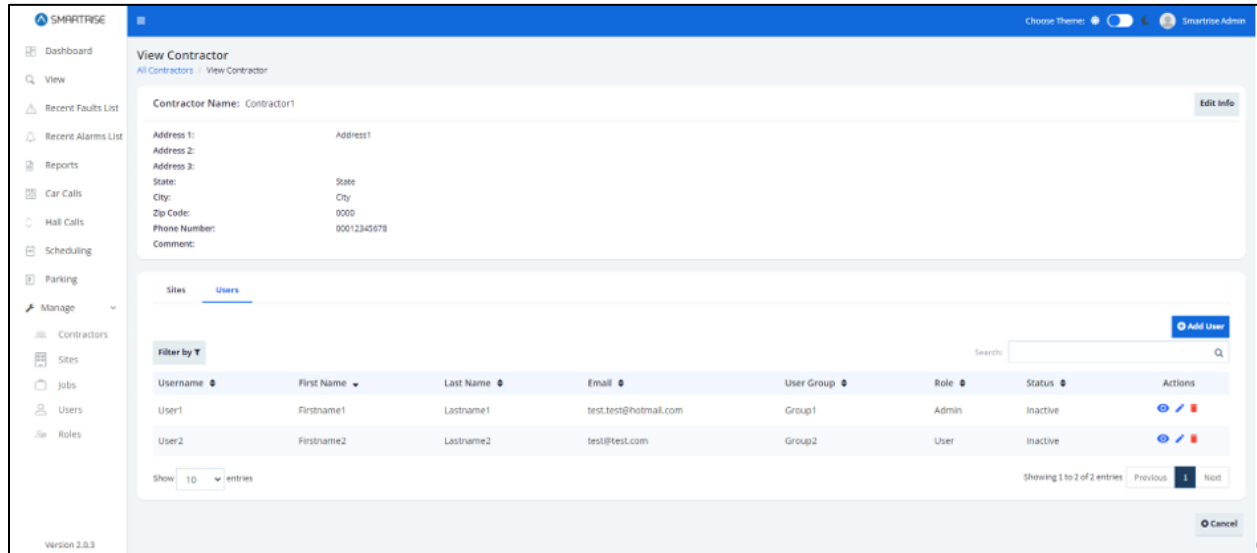 SMARTRISE
Choose Theme:
Smartrise Admin
Dashboard
View
Recent Faults List
Recent Alarms List
Reports
Car Calls
Hall Calls
Scheduling
Parking
Manage
Contractors
Sites
Jobs
Users
Roles
Version 2.0.3
View Contractor
All Contractors / View Contractor
Contractor Name: Contractor1
Edit Info
Address 1: Address1
Address 2:
Address 3:
State: State
City: City
Zip Code: 0000
Phone Number: 00012345678
Comment:
Sites Users
Add User
Filter by
Search:
Username First Name Last Name Email User Group Role Status Actions
User1 Firstname1 Lastname1 test.test@hotmail.com Group1 Admin Inactive
User2 Firstname2 Lastname2 test@test.com Group2 User Inactive
Show 10 entries
Showing 1 to 2 of 2 entries Previous 1 Next
Cancel